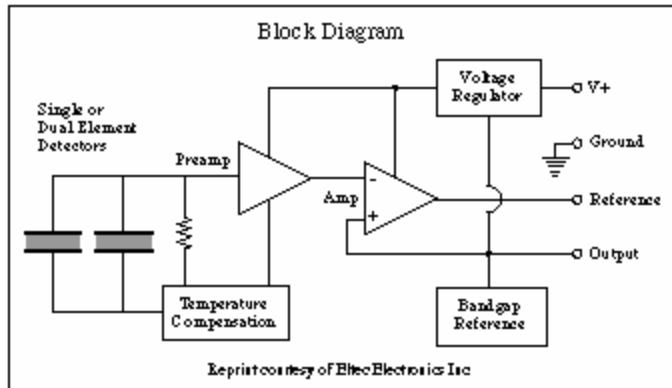 Block Diagram
Single or
Dual Element
Detectors
Preamp
Voltage
Regulator
V+
Ground
Amp
-
+
Reference
Output
Temperature
Compensation
Bandgap
Reference
Reprint courtesy of Eltec Electronics Inc